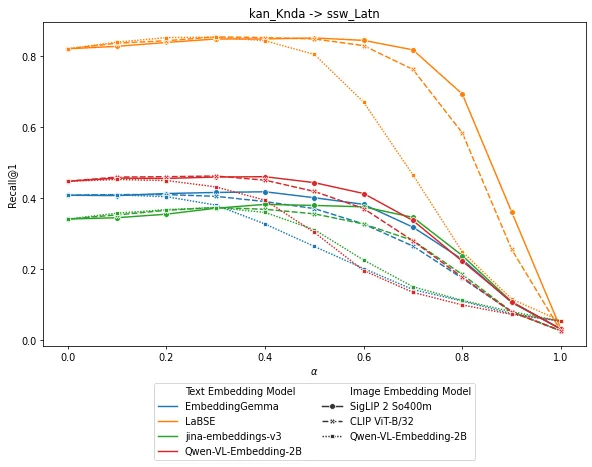 kan_Knda -> ssw_Latn
Recall@1
0.8
0.6
0.4
0.2
0.0
0.0 0.2 0.4 0.6 0.8 1.0
α
Text Embedding Model
EmbeddingGemma
LaBSE
jina-embeddings-v3
Qwen-VL-Embedding-2B
Image Embedding Model
SigLIP 2 So400m
CLIP ViT-B/32
Qwen-VL-Embedding-2B